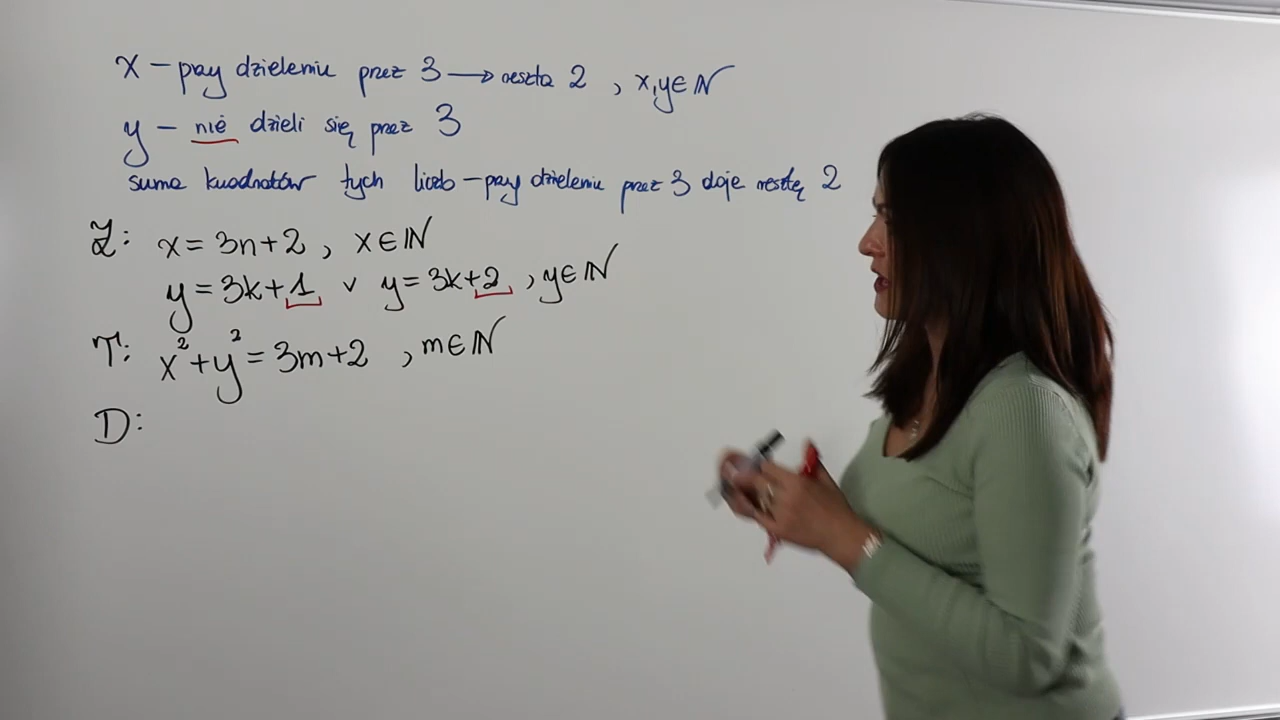 x – przy dzieleniu przez 3 → reszta 2 , x,y∈ℕ
y – nie dzieli się przez 3
suma kwadratów tych liczb – przy dzieleniu przez 3 daje resztę 2
Z: x = 3n+2 , x∈ℕ
y = 3k+1 ∨ y = 3k+2 , y∈ℕ
T: x²+y² = 3m+2 , m∈ℕ
D: